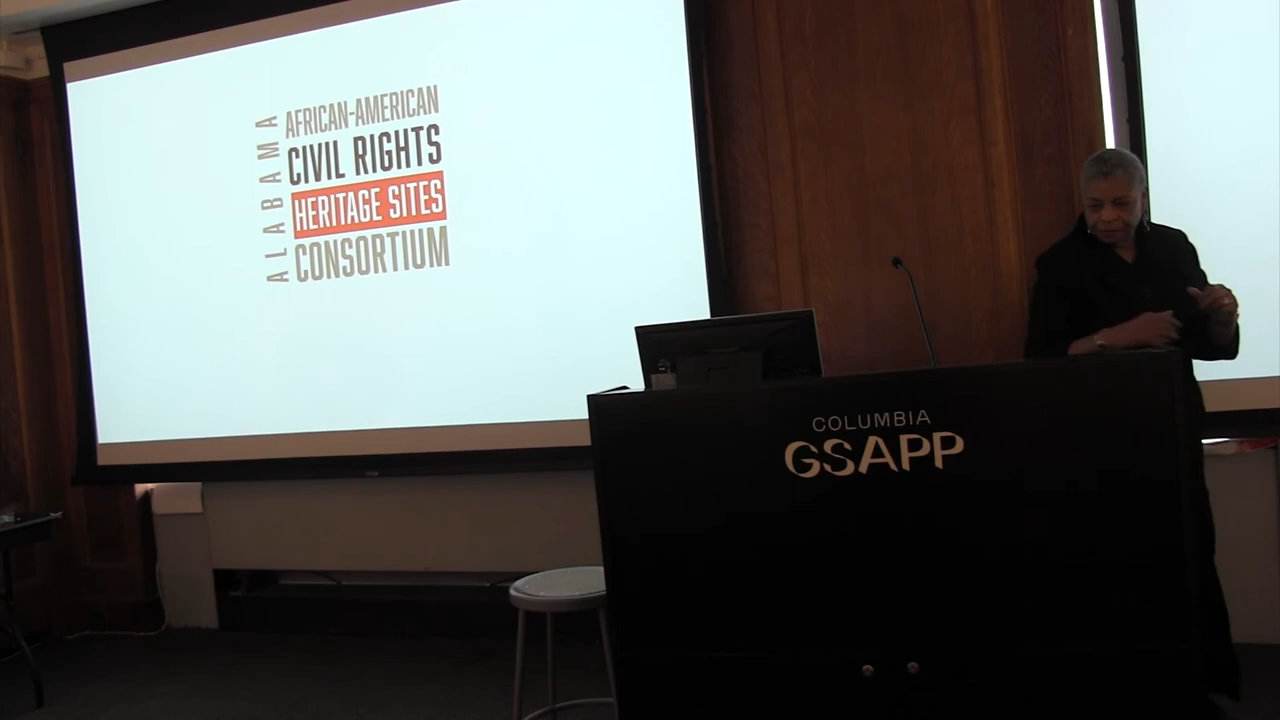 ALABAMA
AFRICAN-AMERICAN
CIVIL RIGHTS
HERITAGE SITES
CONSORTIUM
COLUMBIA
GSAPP